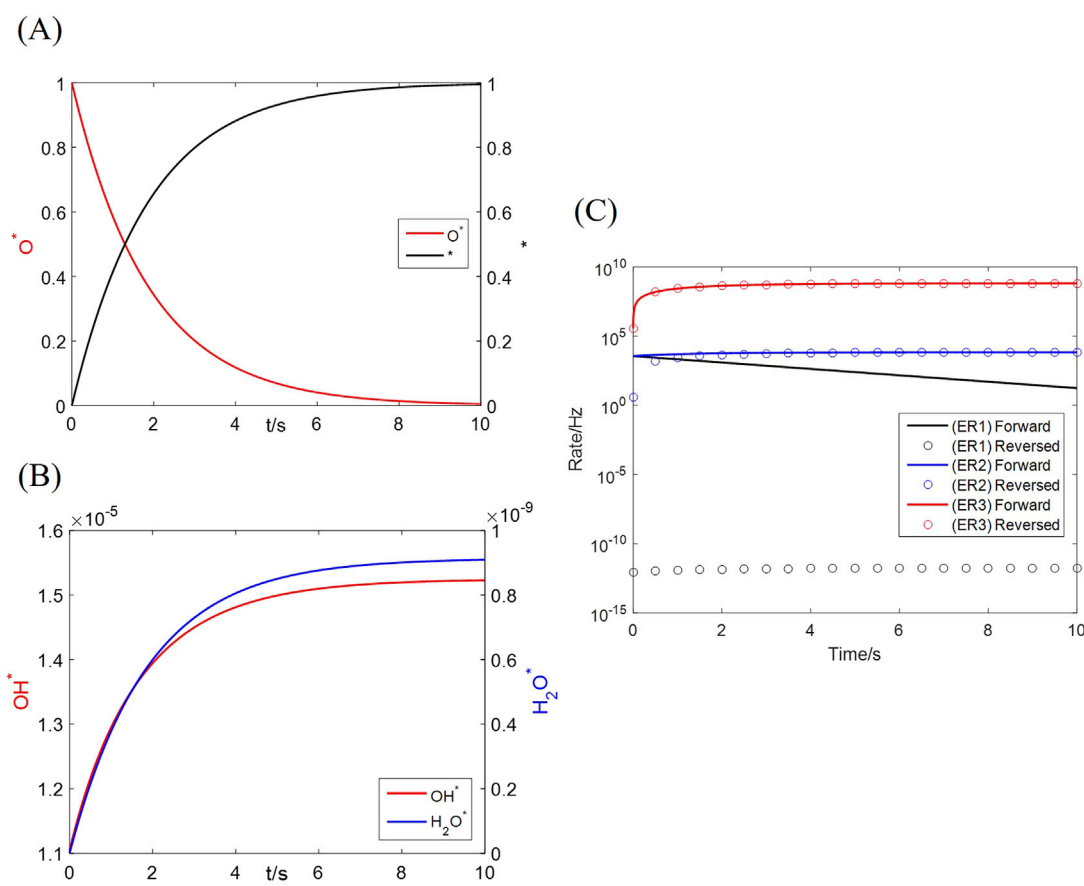 (A)
1
0.8
0.6
0.4
0.2
0
O*
1
0.8
0.6
0.4
0.2
0
*
O*
*
0 2 4 t/s 6 8 10
(B)
×10⁻⁵
×10⁻⁹
1.6
1.5
1.4
1.3
1.2
1.1
OH*
1
0.8
0.6
0.4
0.2
0
H₂O*
OH*
H₂O*
0 2 4 t/s 6 8 10
(C)
10¹⁰
10⁵
10⁰
10⁻⁵
10⁻¹⁰
10⁻¹⁵
Rate/Hz
(ER1) Forward
(ER1) Reversed
(ER2) Forward
(ER2) Reversed
(ER3) Forward
(ER3) Reversed
0 2 4 6 8 10
Time/s